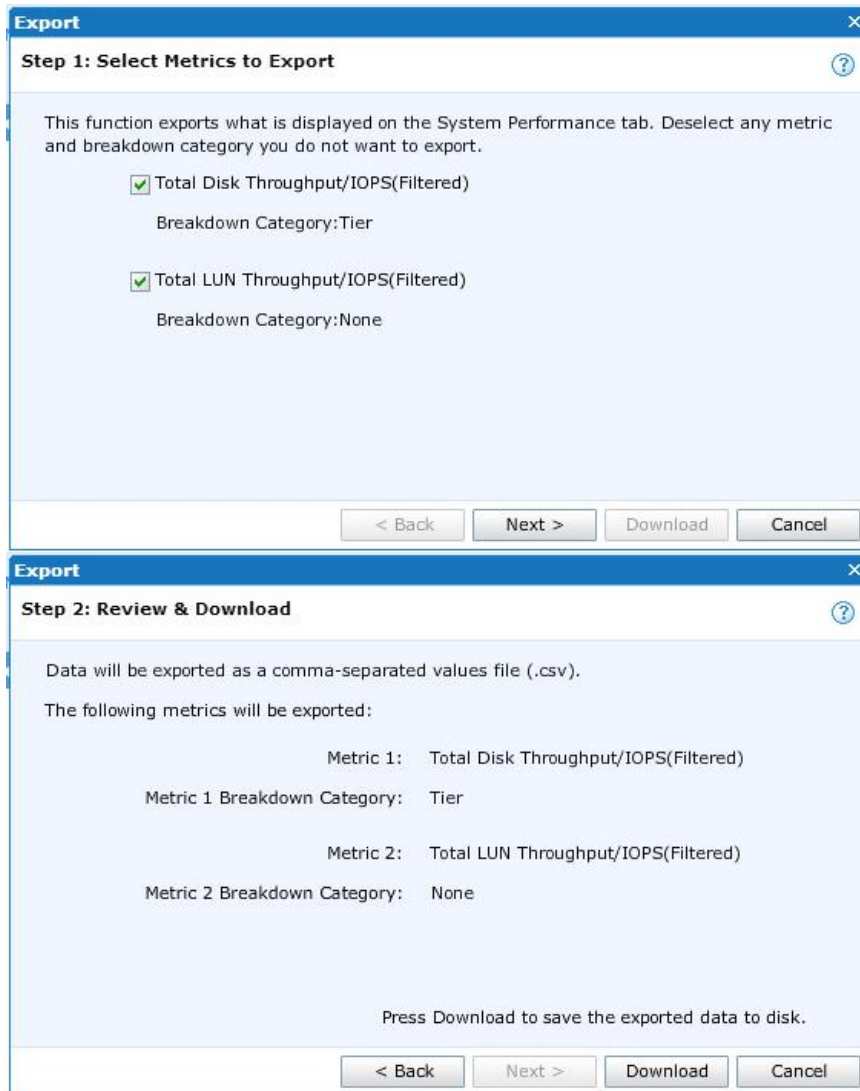 Export
Step 1: Select Metrics to Export
This function exports what is displayed on the System Performance tab. Deselect any metric
and breakdown category you do not want to export.
Total Disk Throughput/IOPS(Filtered)
Breakdown Category:Tier
Total LUN Throughput/IOPS(Filtered)
Breakdown Category:None
< Back Next > Download Cancel
Export
Step 2: Review & Download
Data will be exported as a comma-separated values file (.csv).
The following metrics will be exported:
Metric 1: Total Disk Throughput/IOPS(Filtered)
Metric 1 Breakdown Category: Tier
Metric 2: Total LUN Throughput/IOPS(Filtered)
Metric 2 Breakdown Category: None
Press Download to save the exported data to disk.
< Back Next > Download Cancel